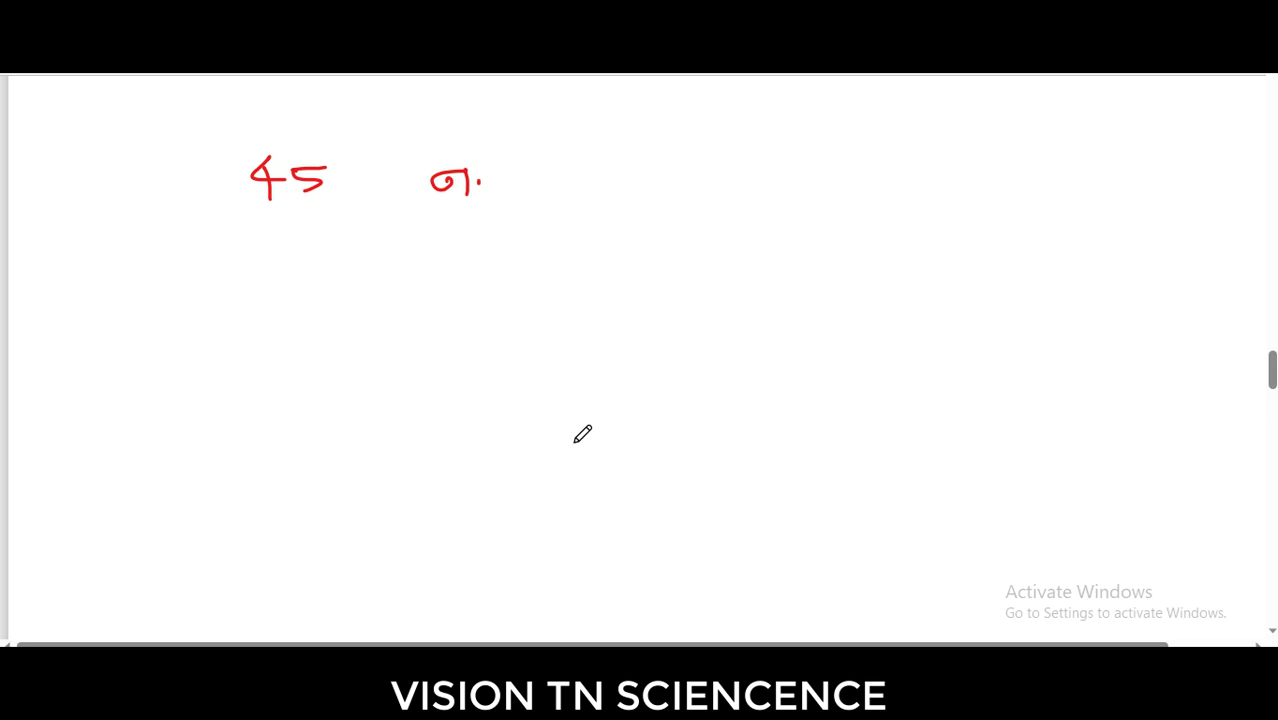 45
Activate Windows
Go to Settings to activate Windows.
VISION TN SCIENCENCE